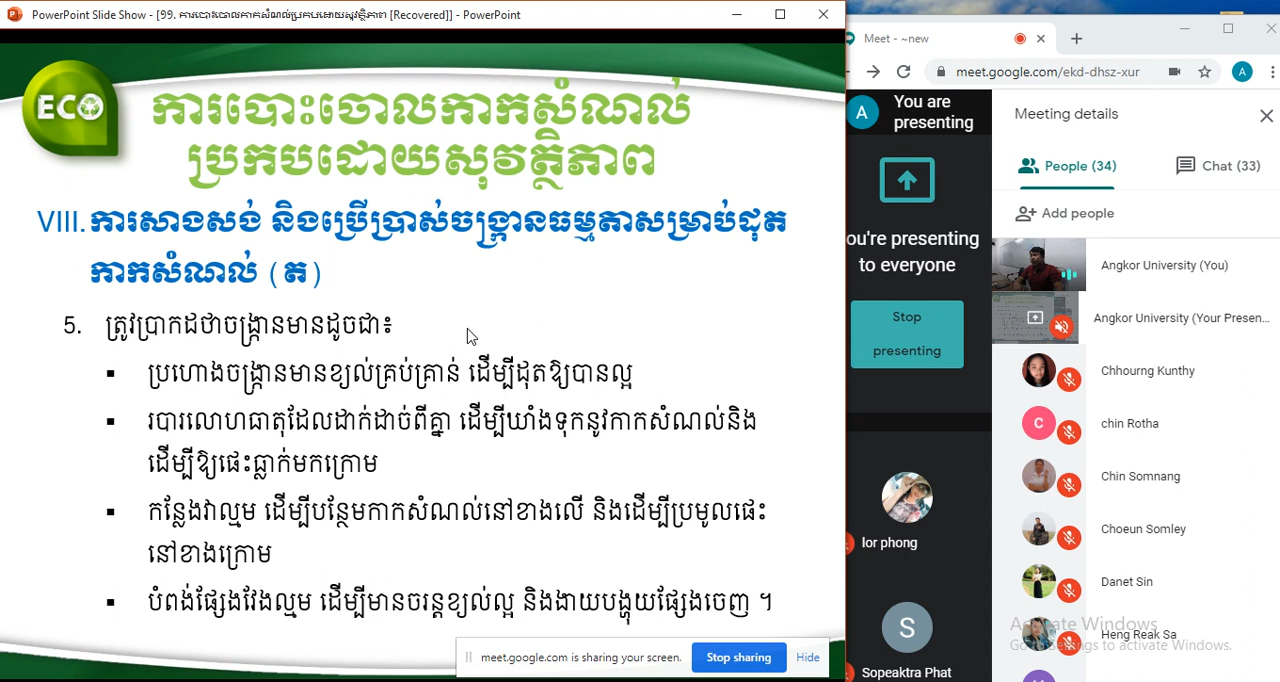 PowerPoint Slide Show - [99. ការបោះចោលកាកសំណល់ប្រកបដោយសុវត្ថិភាព [Recovered]] - PowerPoint
ECO
ការបោះចោលកាកសំណល់
ប្រកបដោយសុវត្ថិភាព
VIII. ការសាងសង់ និងប្រើប្រាស់ចង្ក្រានធម្មតាសម្រាប់ដុត
កាកសំណល់ (ត)
5. ត្រូវប្រាកដថាចង្ក្រានមានដូចជា៖
▪ ប្រហោងចង្ក្រានមានខ្យល់គ្រប់គ្រាន់ ដើម្បីដុតឱ្យបានល្អ
▪ របារលោហធាតុដែលដាក់ដាច់ពីគ្នា ដើម្បីឃាំងទុកនូវកាកសំណល់និង
ដើម្បីឱ្យផេះធ្លាក់មកក្រោម
▪ កន្លែងវាល្មម ដើម្បីបន្ថែមកាកសំណល់នៅខាងលើ និងដើម្បីប្រមូលផេះ
នៅខាងក្រោម
▪ បំពង់ផ្សែងវែងល្មម ដើម្បីមានចរន្តខ្យល់ល្អ និងងាយបង្ហុយផ្សែងចេញ ។
meet.google.com is sharing your screen.
Stop sharing
Hide
Meet - ~new
meet.google.com/ekd-dhsz-xur
A
A
You are
presenting
ou're presenting
to everyone
Stop
presenting
lor phong
S
Sopeaktra Phat
Meeting details
People (34)
Chat (33)
Add people
Angkor University (You)
Angkor University (Your Presen...
Chhourng Kunthy
C
chin Rotha
Chin Somnang
Choeun Somley
Danet Sin
Heng Reak Sa
Activate Windows
Go to Settings to activate Windows.